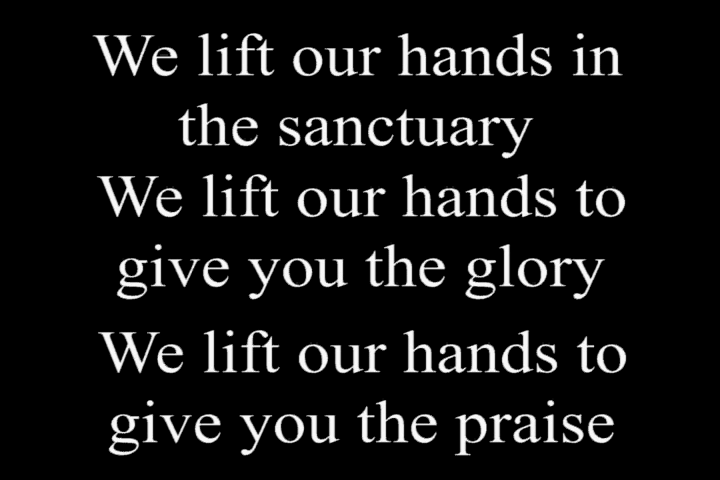 We lift our hands in
the sanctuary
We lift our hands to
give you the glory
We lift our hands to
give you the praise